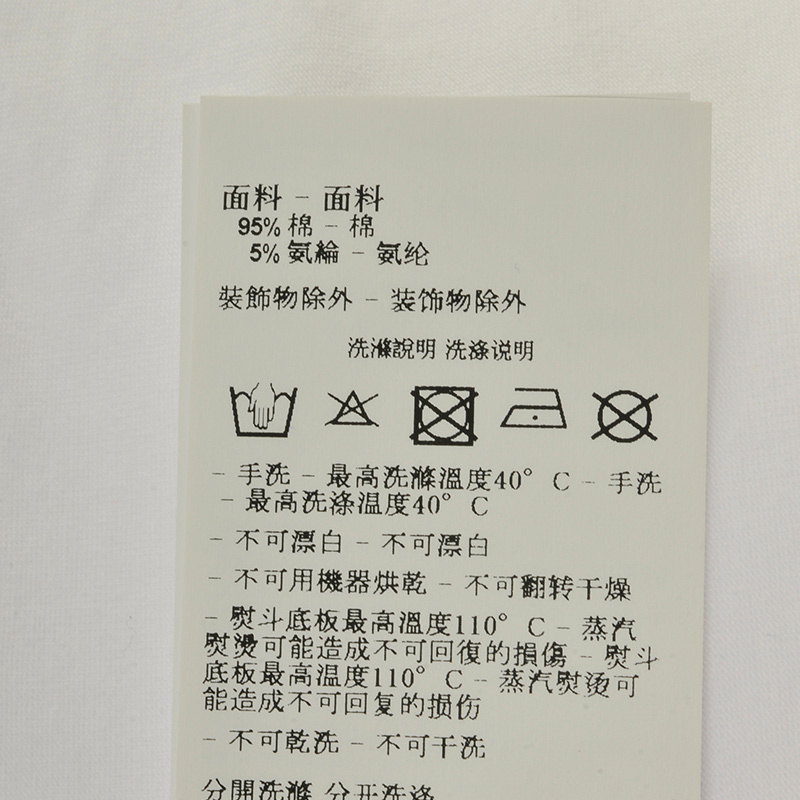 面料 - 面料
95% 棉 - 棉
5% 氨綸 - 氨纶
裝飾物除外 - 装饰物除外
洗滌說明 洗涤说明
- 手洗 - 最高洗滌溫度40° C - 手洗
- 最高洗涤温度40° C
- 不可漂白 - 不可漂白
- 不可用機器烘乾 - 不可翻转干燥
- 熨斗底板最高溫度110° C - 蒸汽
熨燙可能造成不可回復的損傷 - 熨斗
底板最高温度110° C - 蒸汽熨烫可
能造成不可回复的损伤
- 不可乾洗 - 不可干洗
分開洗滌 分开洗涤